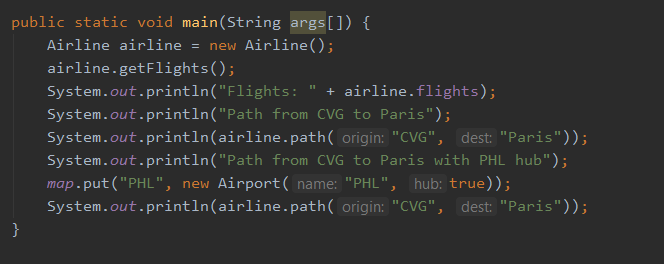 public static void main(String args[]) {
    Airline airline = new Airline();
    airline.getFlights();
    System.out.println("Flights: " + airline.flights);
    System.out.println("Path from CVG to Paris");
    System.out.println(airline.path( origin: "CVG", dest: "Paris"));
    System.out.println("Path from CVG to Paris with PHL hub");
    map.put("PHL", new Airport( name: "PHL", hub: true));
    System.out.println(airline.path( origin: "CVG", dest: "Paris"));
}